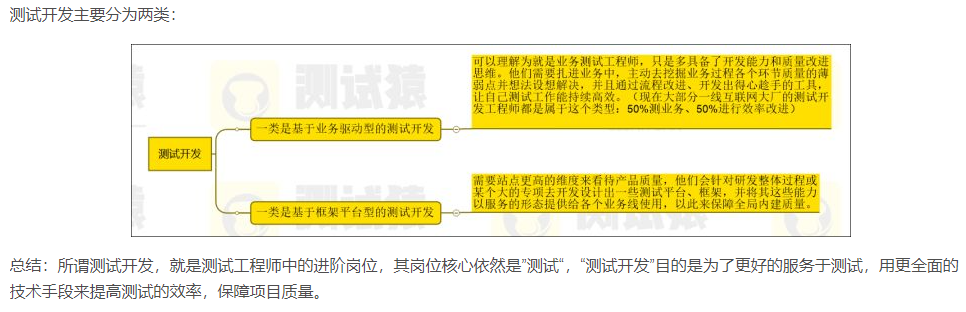 测试开发主要分为两类：
可以理解为就是业务测试工程师，只是多具备了开发能力和质量改进
思维。他们需要扎进业务中，主动去挖掘业务过程各个环节质量的薄
弱点并想法设想解决，并且通过流程改进、开发出得心趁手的工具，
让自己测试工作能持续高效。（现在大部分一线互联网大厂的测试开
发工程师都是属于这个类型：50%测业务、50%进行效率改进）
一类是基于业务驱动型的测试开发
测试开发
需要站点更高的维度来看待产品质量，他们会针对研发整体过程或
某个大的专项去开发设计出一些测试平台、框架，并将其这些能力
以服务的形态提供给各个业务线使用，以此来保障全局内建质量。
一类是基于框架平台型的测试开发
测试猿
总结：所谓测试开发，就是测试工程师中的进阶岗位，其岗位核心依然是”测试“，“测试开发”目的是为了更好的服务于测试，用更全面的
技术手段来提高测试的效率，保障项目质量。